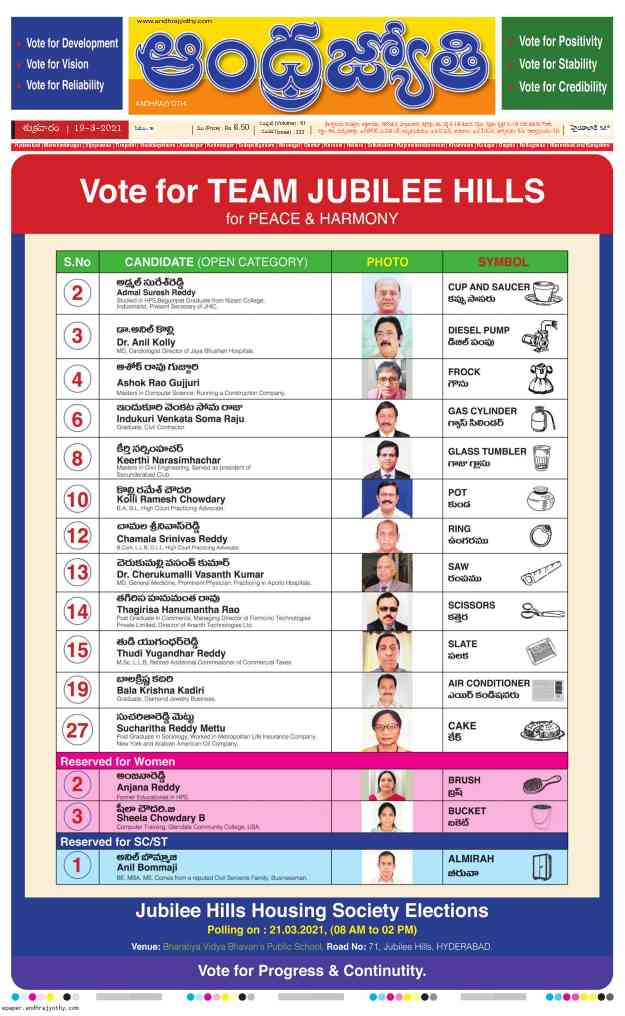 www.andhrajyothy.com
Vote for Development
Vote for Vision
Vote for Reliability
ఆంధ్రజ్యోతి
ANDHRAJYOTHI
Vote for Positivity
Vote for Stability
Vote for Credibility
శుక్రవారం | 19-3-2021
Rs 6.50
Vote for TEAM JUBILEE HILLS
for PEACE & HARMONY
S.No CANDIDATE (OPEN CATEGORY) PHOTO SYMBOL
2 అడ్మల్ సురేశ్‌రెడ్డి
Admal Suresh Reddy
Studied in HPS,Begumpet Graduate from Nizam College,
Industrialist, Present Secretary of JHIC.
CUP AND SAUCER
కప్పు సాసరు
3 డా.అనిల్ కొల్లి
Dr. Anil Kolly
MD, Cardiologist Director of Jaya Bhushan Hospitals.
DIESEL PUMP
డీజిల్ పంపు
4 అశోక్ రావు గుజ్జూరి
Ashok Rao Gujjuri
Masters in Computer Science, Running a Construction Company.
FROCK
గౌను
6 ఇందుకూరి వెంకట సోమ రాజు
Indukuri Venkata Soma Raju
Graduate, Civil Contractor.
GAS CYLINDER
గ్యాస్ సిలిండర్
8 కీర్తి నర్సింహచర్
Keerthi Narasimhachar
Masters in Civil Engineering, Served as president of
Secunderabad Club.
GLASS TUMBLER
గాజు గ్లాసు
10 కొల్లి రమేశ్ చౌదరి
Kolli Ramesh Chowdary
B.A, B.L, High Court Practicing Advocate.
POT
కుండ
12 చామల శ్రీనివాస్‌రెడ్డి
Chamala Srinivas Reddy
B.Com, L.L.B, D.L.L, High Court Practicing Advocate.
RING
ఉంగరము
13 చెరుకుమల్లి వసంత్ కుమార్
Dr. Cherukumalli Vasanth Kumar
MD. General Medicine, Prominent Physician, Practicing in Apollo Hospitals.
SAW
రంపము
14 తగిరిస హనుమంత రావు
Thagirisa Hanumantha Rao
Post Graduate in Commerce, Managing Director of Formonic Technologies
Private Limited, Director of Ananth Technologies Ltd.
SCISSORS
కత్తెర
15 తుడి యుగంధర్‌రెడ్డి
Thudi Yugandhar Reddy
M.Sc, L.L.B, Retired Additional Commissioner of Commercial Taxes.
SLATE
పలక
19 బాలక్రిష్ణ కదిరి
Bala Krishna Kadiri
Graduate, Diamond Jewelry Business.
AIR CONDITIONER
ఎయిర్ కండిషనరు
27 సుచరితారెడ్డి మెట్టు
Sucharitha Reddy Mettu
Post Graduate in Sociology, Worked in Metropolitan Life Insurance Company,
New York and Arabian American Oil Company.
CAKE
కేక్
Reserved for Women
2 అంజనారెడ్డి
Anjana Reddy
Former Educationist in HPS.
BRUSH
బ్రష్
3 షీలా చౌదరి.బి
Sheela Chowdary B
Computer Training, Glendale Community College, USA.
BUCKET
బకెట్
Reserved for SC/ST
1 అనిల్ బొమ్మాజి
Anil Bommaji
BE, MBA, MS, Comes from a reputed Civil Servants Family, Businessman.
ALMIRAH
బీరువా
Jubilee Hills Housing Society Elections
Polling on : 21.03.2021, (08 AM to 02 PM)
Venue: Bharatiya Vidya Bhavan's Public School, Road No: 71, Jubilee Hills, HYDERABAD.
Vote for Progress & Continutity.
epaper.andhrajyothy.com